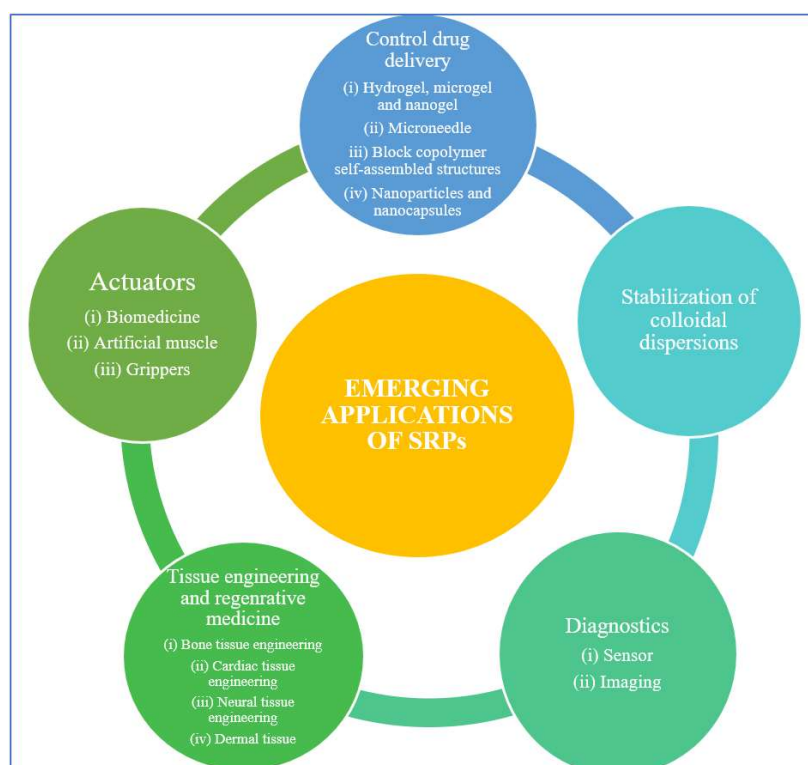 Control drug
delivery
(i) Hydrogel, microgel
and nanogel
(ii) Microneedle
iii) Block copolymer
self-assembled structures
(iv) Nanoparticles and
nanocapsules
Stabilization of
colloidal
dispersions
Diagnostics
(i) Sensor
(ii) Imaging
Tissue engineering
and regenrative
medicine
(i) Bone tissue engineering
(ii) Cardiac tissue
engineering
(iii) Neural tissue
engineering
(iv) Dermal tissue
Actuators
(i) Biomedicine
(ii) Artificial muscle
(iii) Grippers
EMERGING
APPLICATIONS
OF SRPs